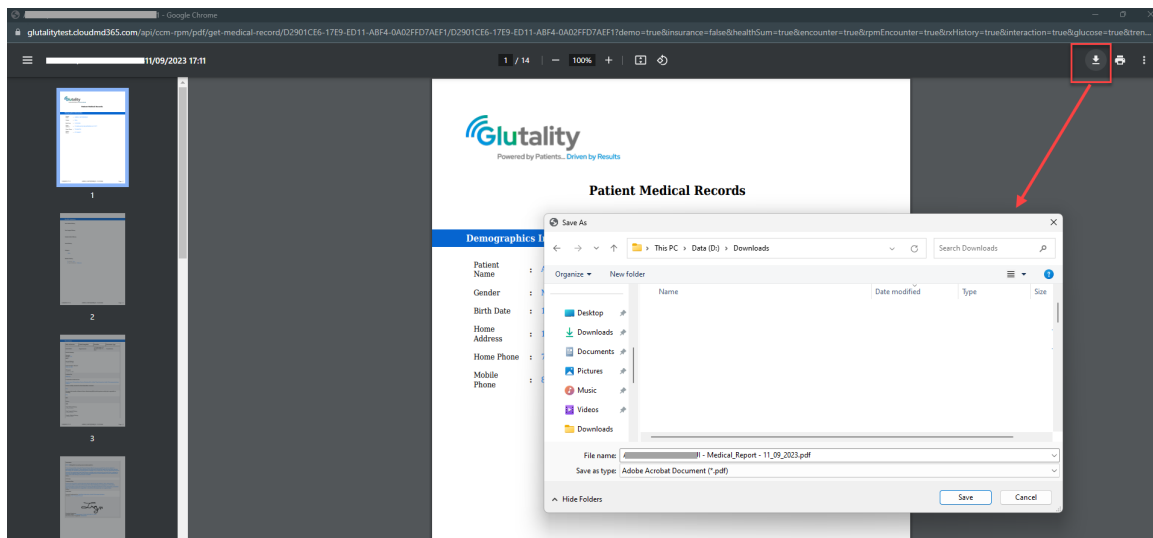 - Google Chrome
glutalitytest.cloudmd365.com/api/ccm-rpm/pdf/get-medical-record/D2901CE6-17E9-ED11-ABF4-0A02FFD7AEF1/D2901CE6-17E9-ED11-ABF4-0A02FFD7AEF1?demo=true&insurance=false&healthSum=true&encounter=true&rpmEncounter=true&rxHistory=true&interaction=true&glucose=true&tren...
11/09/2023 17:11
1 / 14
100%
1
2
3
Glutality
Powered by Patients... Driven by Results
Patient Medical Records
Demographics
Patient Name :
Gender :
Birth Date :
Home Address :
Home Phone :
Mobile Phone :
Save As
This PC > Data (D:) > Downloads
Search Downloads
Organize
New folder
Name
Date modified
Type
Size
Desktop
Downloads
Documents
Pictures
Music
Videos
Downloads
File name: - Medical_Report - 11_09_2023.pdf
Save as type: Adobe Acrobat Document (*.pdf)
Hide Folders
Save
Cancel